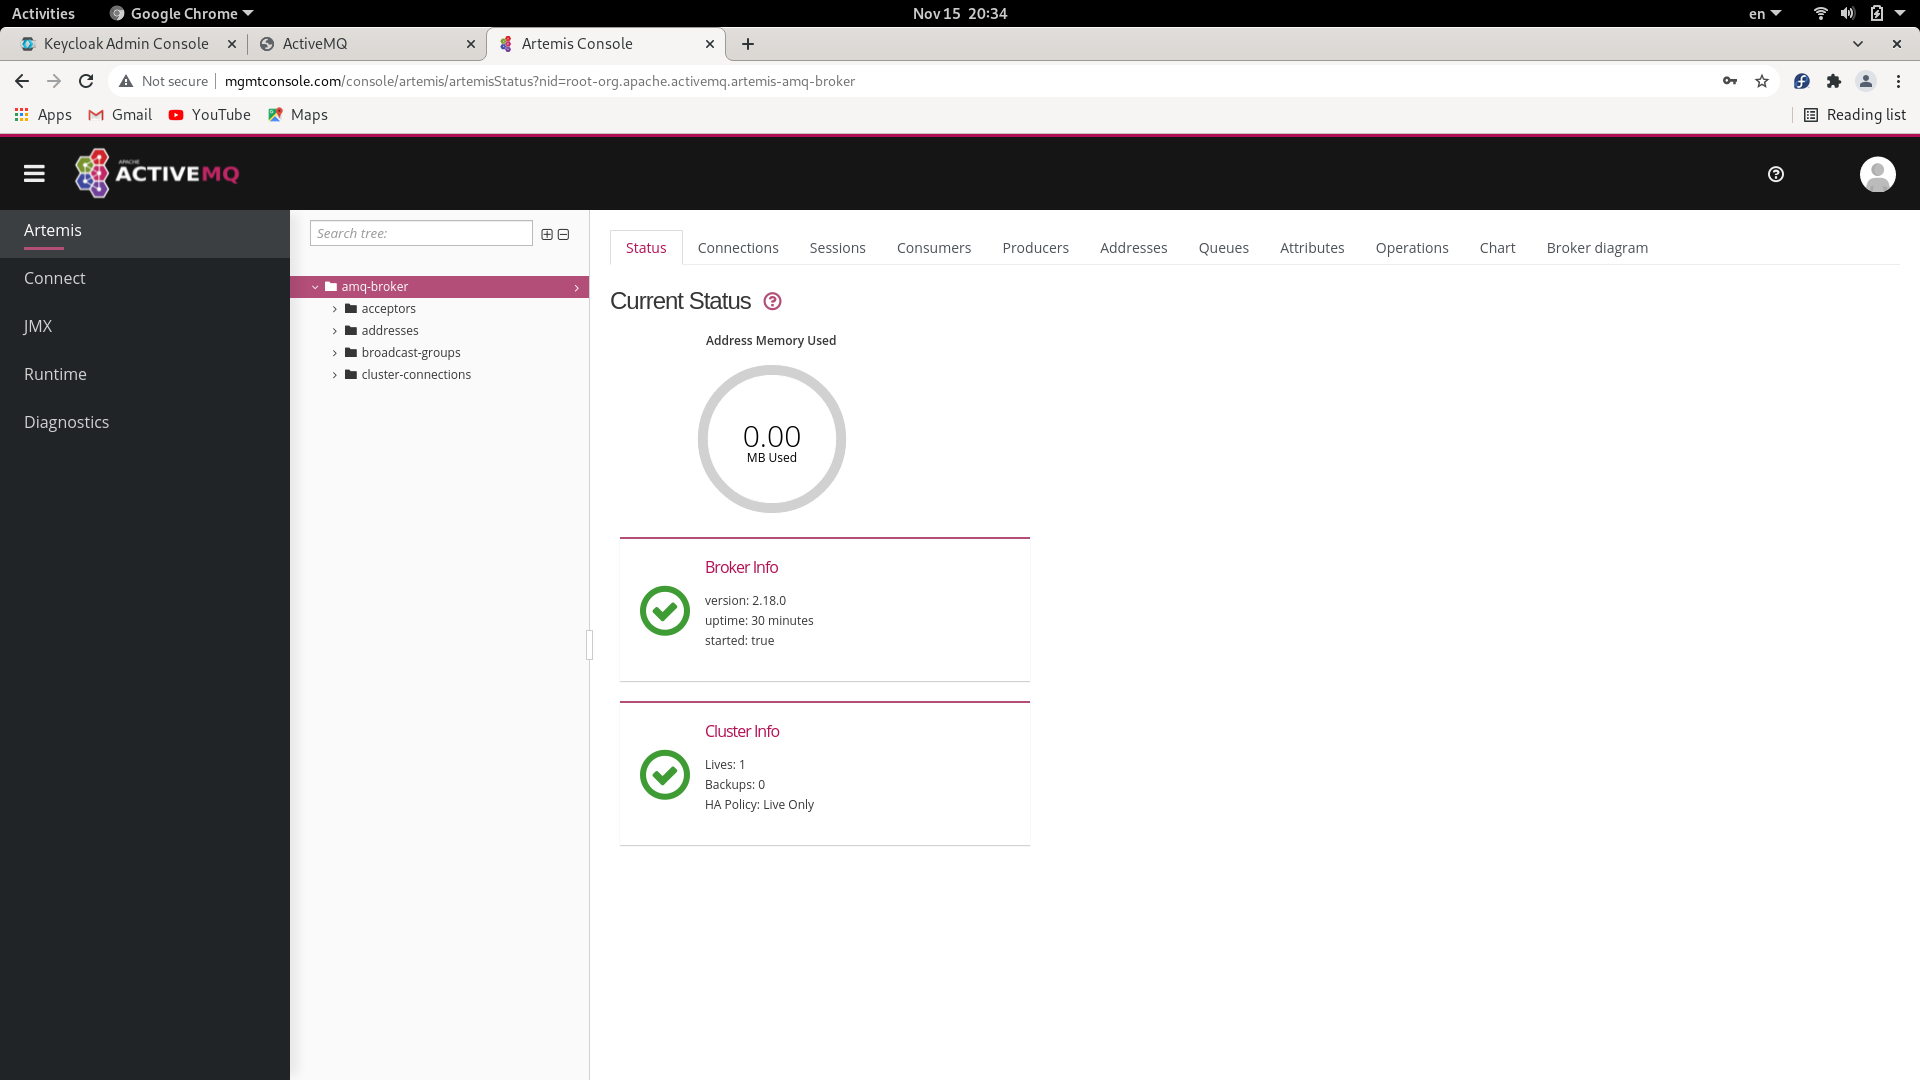 Activities
Google Chrome
Nov 15 20:34
en
Keycloak Admin Console
ActiveMQ
Artemis Console
Not secure
mgmtconsole.com/console/artemis/artemisStatus?nid=root-org.apache.activemq.artemis-amq-broker
Apps
Gmail
YouTube
Maps
Reading list
APACHE
ACTIVEMQ
Artemis
Connect
JMX
Runtime
Diagnostics
Search tree:
amq-broker
acceptors
addresses
broadcast-groups
cluster-connections
Status
Connections
Sessions
Consumers
Producers
Addresses
Queues
Attributes
Operations
Chart
Broker diagram
Current Status
Address Memory Used
0.00
MB Used
Broker Info
version: 2.18.0
uptime: 30 minutes
started: true
Cluster Info
Lives: 1
Backups: 0
HA Policy: Live Only